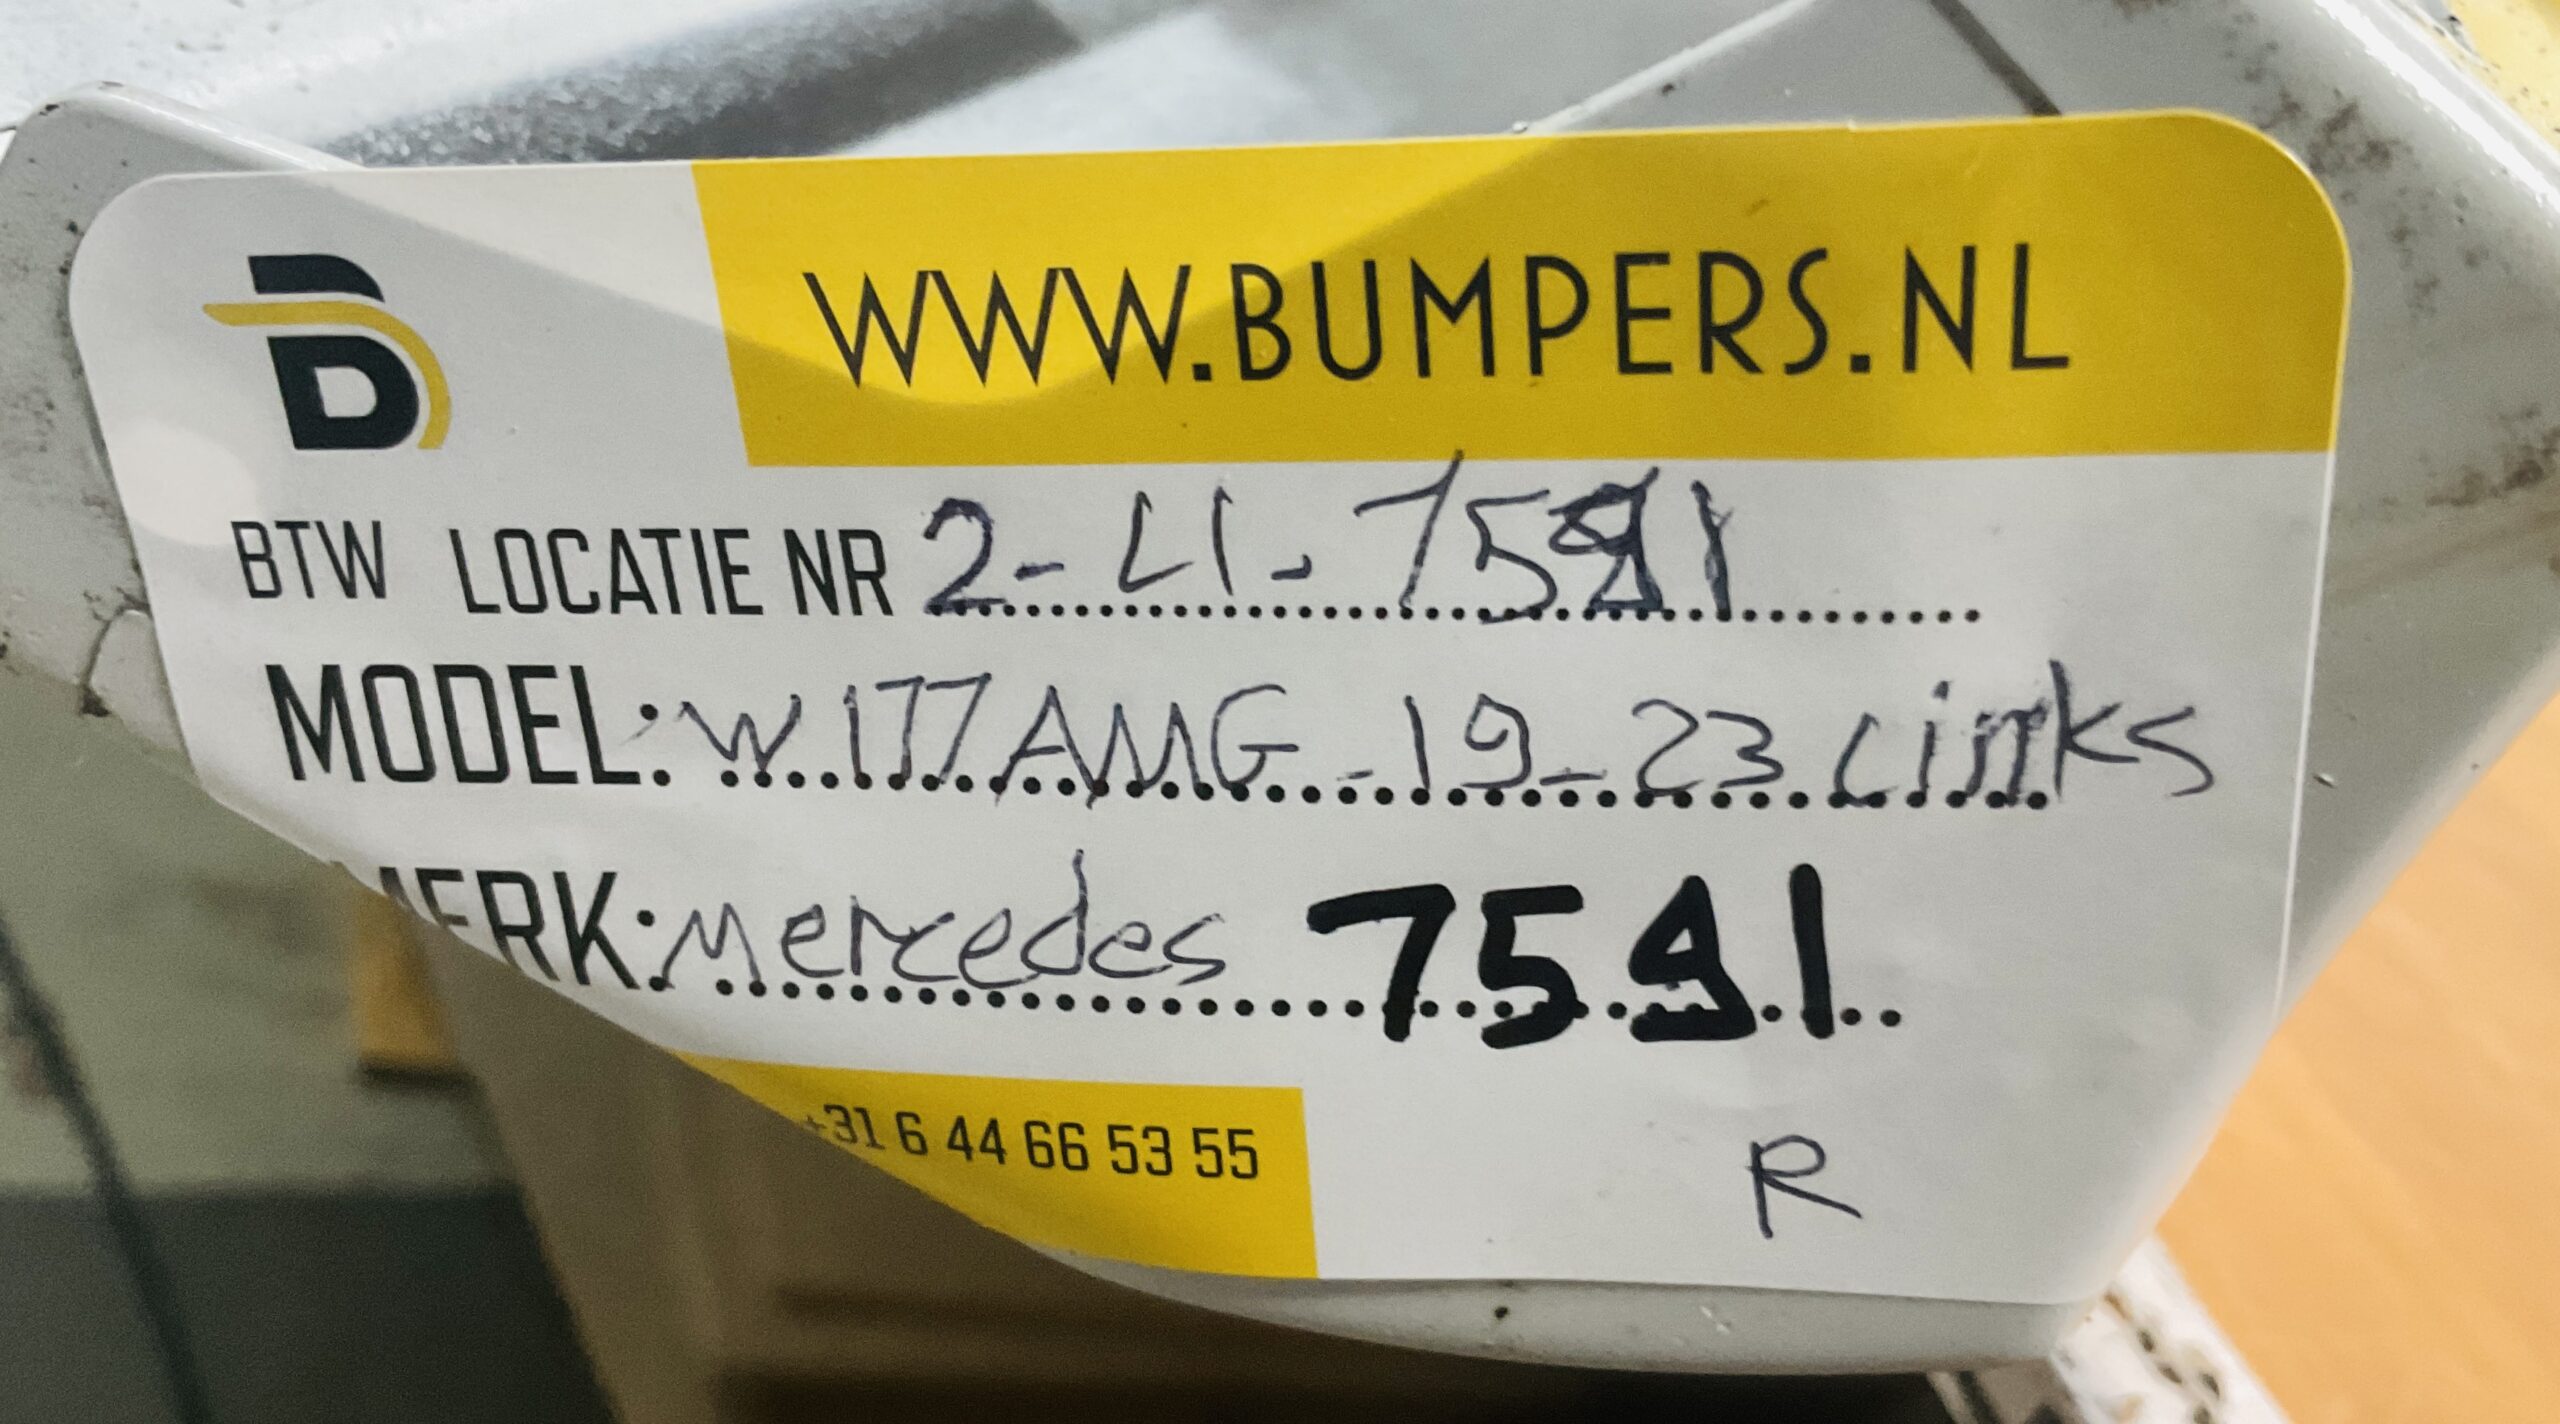 B
WWW.BUMPERS.NL
BTW LOCATIE NR 2-LI-7591
MODEL: W177 AMG - 19-23 Links
MERK: Mercedes 7591
+31 6 44 66 53 55
R